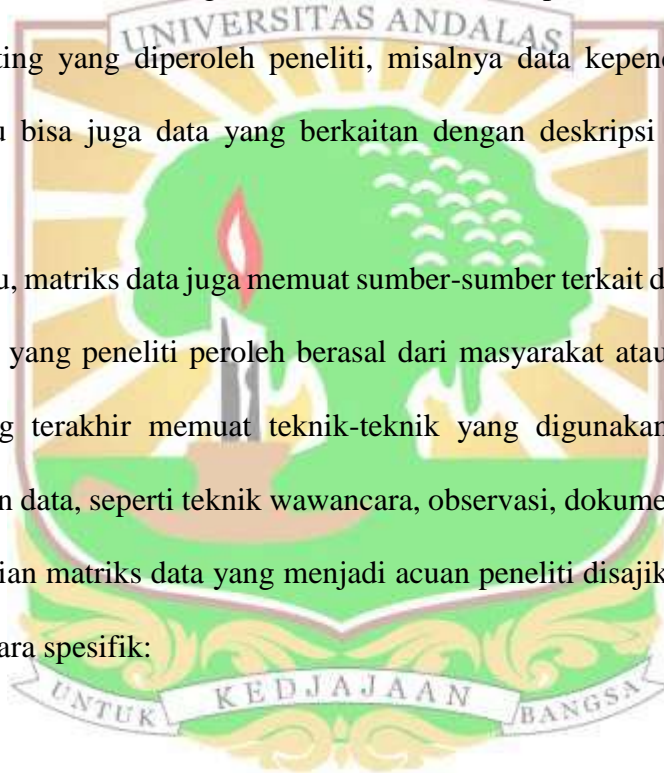 UNIVERSITAS ANDALAS
ting yang diperoleh peneliti, misalnya data kepend
u bisa juga data yang berkaitan dengan deskripsi
u, matriks data juga memuat sumber-sumber terkait d
yang peneliti peroleh berasal dari masyarakat atau
g terakhir memuat teknik-teknik yang digunakan
n data, seperti teknik wawancara, observasi, dokume
ian matriks data yang menjadi acuan peneliti disajik
ara spesifik:
UNTUK KEDJAJAAN BANGSA